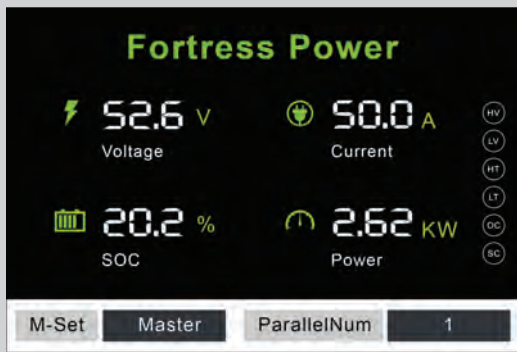 Fortress Power
52.6 V
Voltage
50.0 A
Current
HV
LV
HT
LT
OC
SC
20.2 %
SOC
2.62 KW
Power
M-Set Master ParallelNum 1